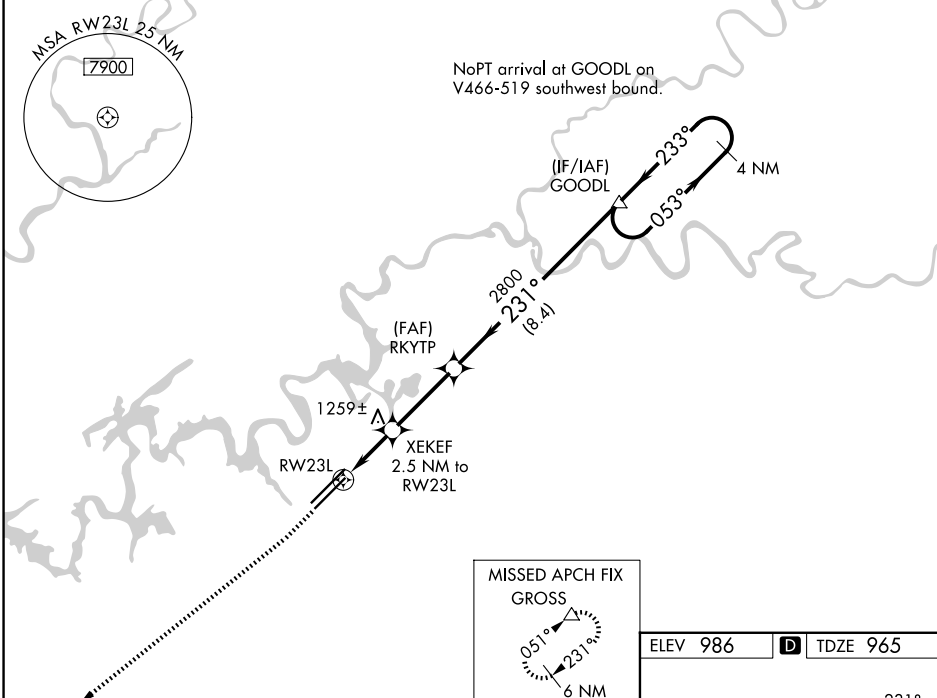 MSA RW23L 25 NM
7900
NoPT arrival at GOODL on
V466-519 southwest bound.
(IF/IAF)
GOODL
233°
053°
4 NM
2800
231°
(8.4)
(FAF)
RKYTP
1259±
XEKEF
2.5 NM to
RW23L
RW23L
MISSED APCH FIX
GROSS
051°
231°
6 NM
ELEV 986
D
TDZE 965